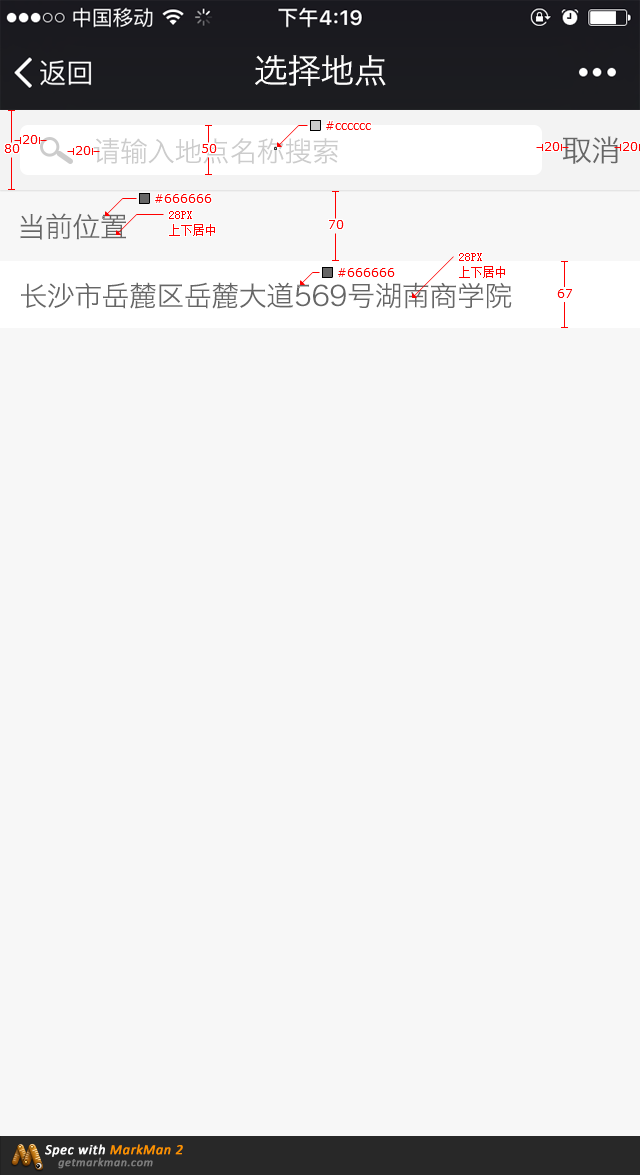 中国移动 下午4:19
返回 选择地点
#cccccc
80 20 20 请输入地点名称搜索 50 20 取消 20
#666666
当前位置
28PX
上下居中
70
28PX
上下居中
#666666
长沙市岳麓区岳麓大道569号湖南商学院
67
Spec with MarkMan 2
getmarkman.com